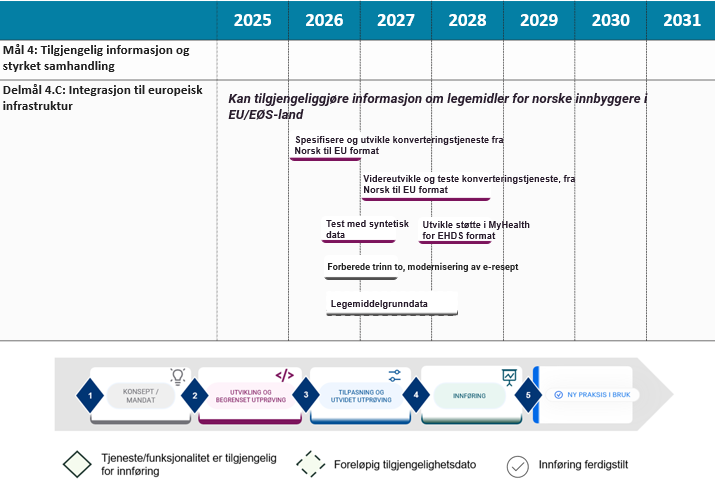 2025 2026 2027 2028 2029 2030 2031
Mål 4: Tilgjengelig informasjon og
styrket samhandling
Delmål 4.C: Integrasjon til europeisk
infrastruktur
Kan tilgjengeliggjøre informasjon om legemidler for norske innbyggere i
EU/EØS-land
Spesifisere og utvikle konverteringstjeneste fra
Norsk til EU format
Videreutvikle og teste konverteringstjeneste, fra
Norsk til EU format
Test med syntetisk
data
Utvikle støtte i MyHealth
for EHDS format
Forberede trinn to, modernisering av e-resept
Legemiddelgrunndata
1
KONSEPT /
MANDAT
2
</>
UTVIKLING OG
BEGRENSET UTPRØVING
3
TILPASNING OG
UTVIDET UTPRØVING
4
INNFØRING
5
NY PRAKSIS I BRUK
Tjeneste/funksjonalitet er tilgjengelig
for innføring
Foreløpig tilgjengelighetsdato
Innføring ferdigstilt